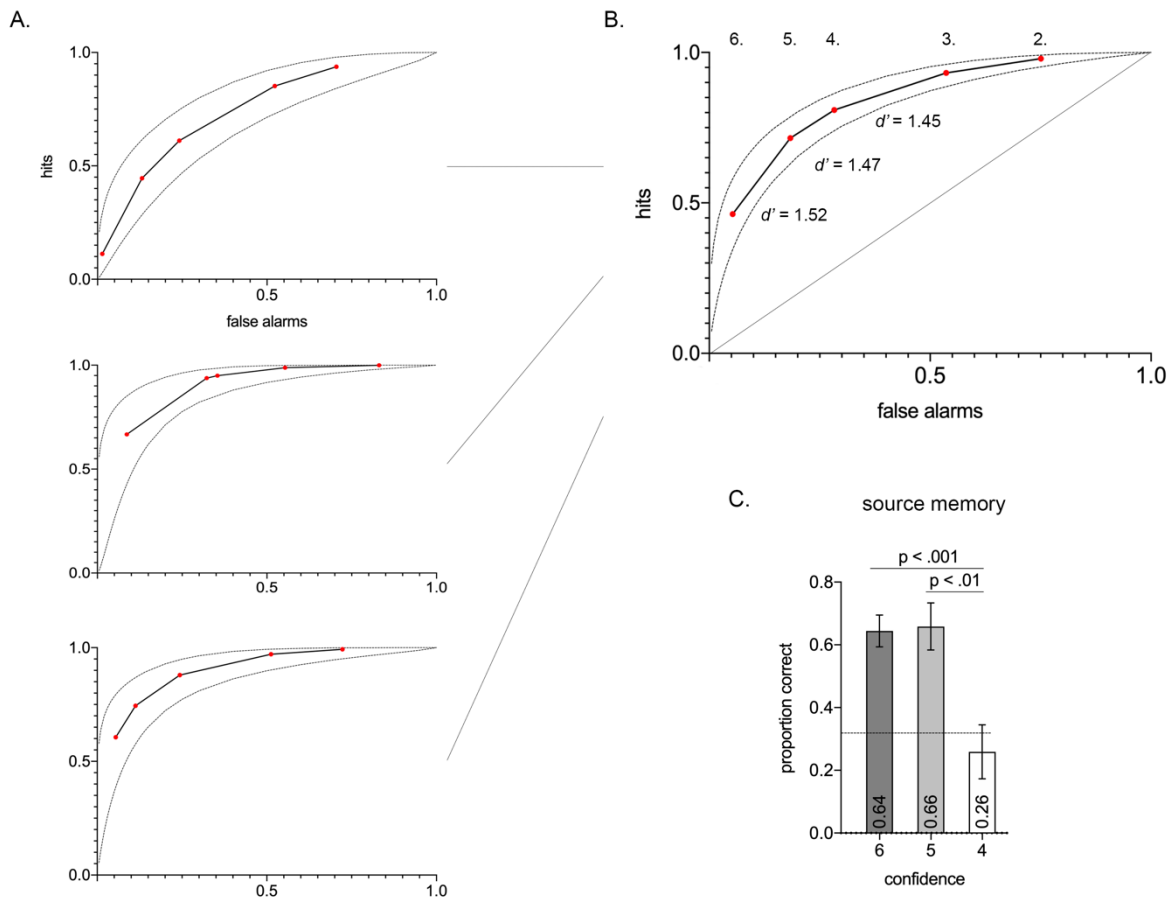 A.
1.0
0.5
0.0
hits
0.5
1.0
false alarms
1.0
0.5
0.0
0.5
1.0
1.0
0.5
0.0
0.5
1.0
B.
6.
5.
4.
3.
2.
1.0
0.5
0.0
hits
d' = 1.45
d' = 1.47
d' = 1.52
0.5
1.0
false alarms
C.
source memory
p < .001
p < .01
0.8
0.6
0.4
0.2
0.0
proportion correct
0.64
0.66
0.26
6
5
4
confidence